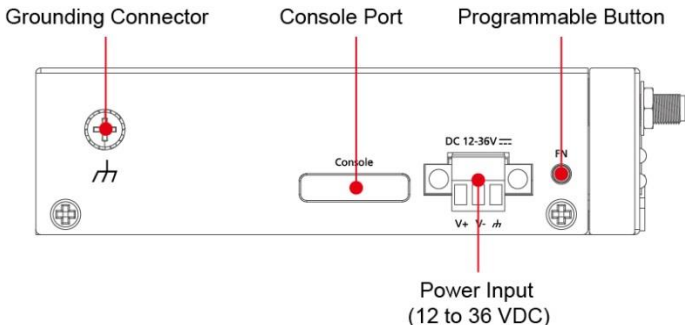 Grounding Connector
Console Port
Programmable Button
DC 12-36V
FN
Console
V+ V-
Power Input
(12 to 36 VDC)